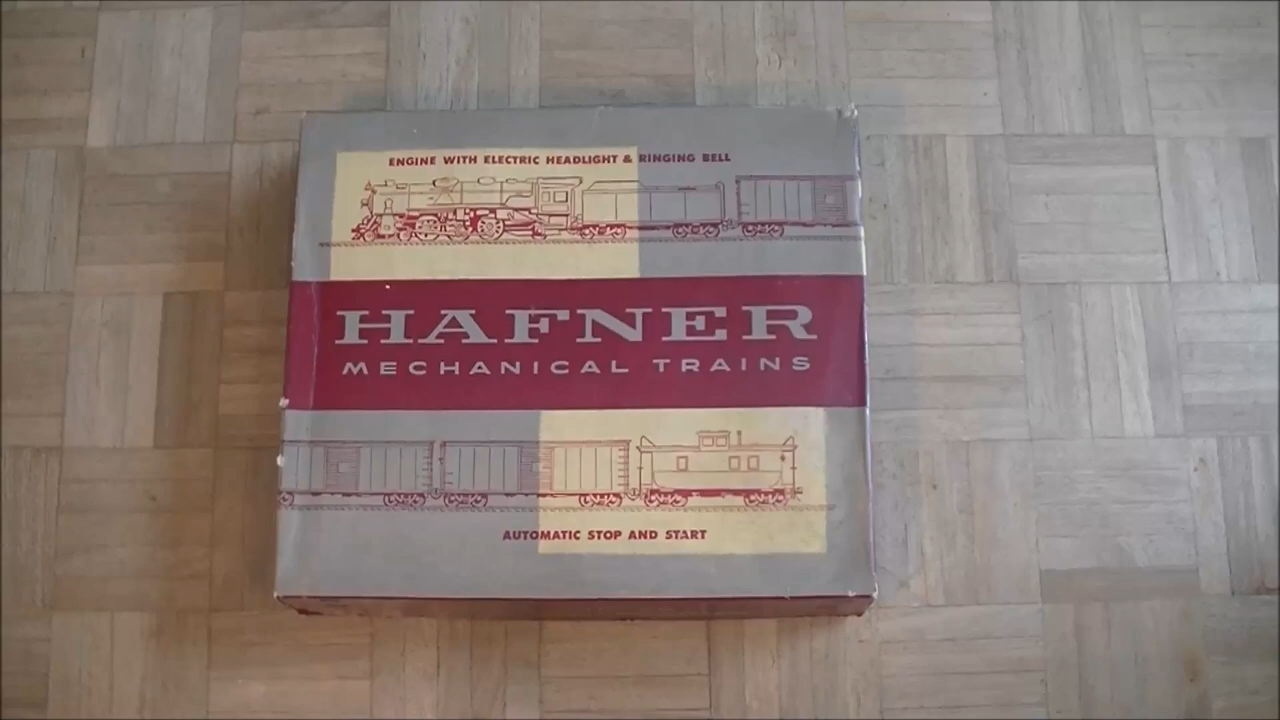 ENGINE WITH ELECTRIC HEADLIGHT & RINGING BELL
HAFNER
MECHANICAL TRAINS
AUTOMATIC STOP AND START